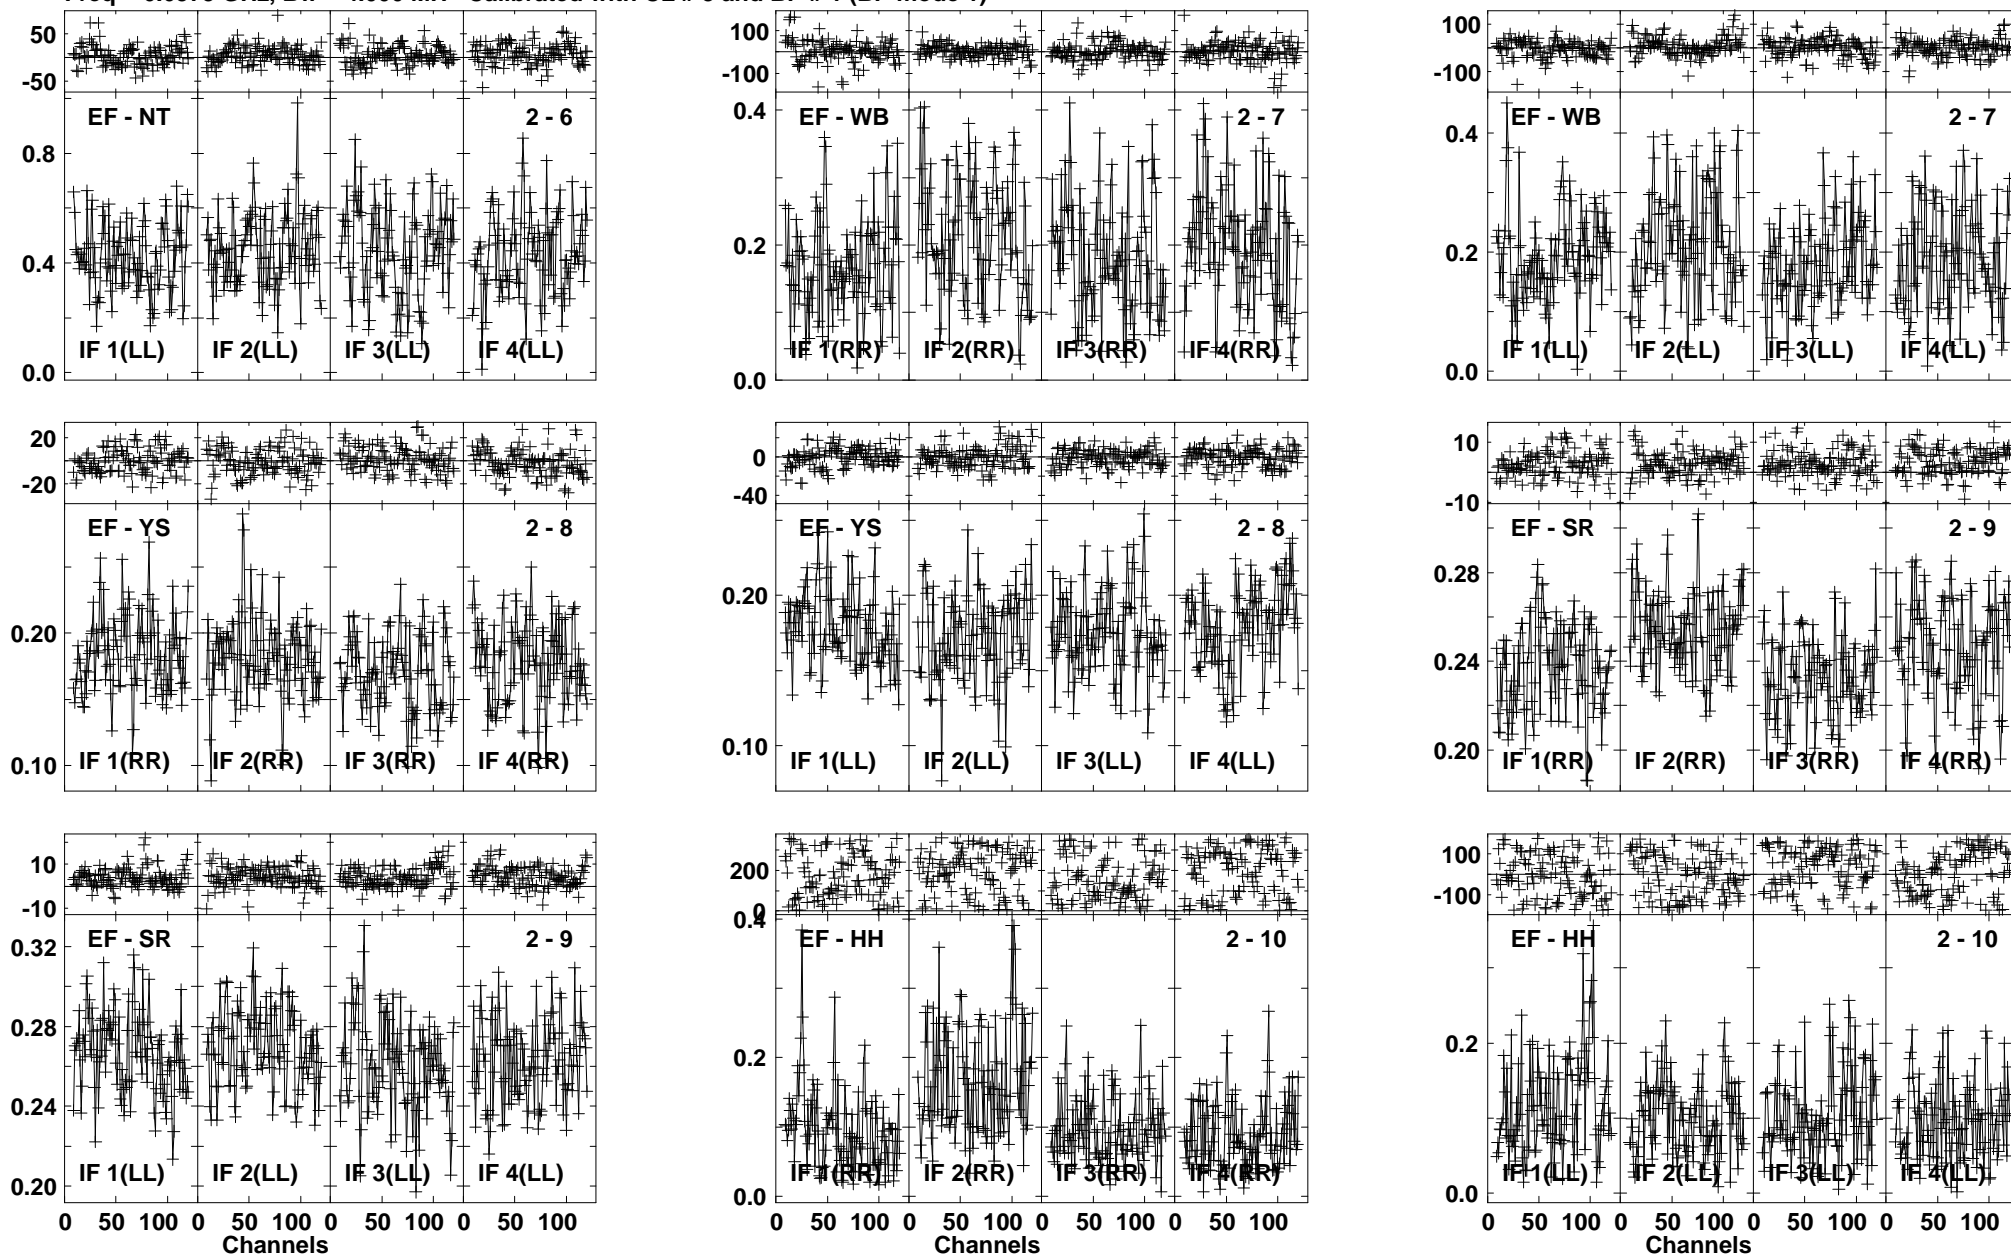 50
-50
EF - NT 2 - 6
0.8
0.4
0.0
IF 1(LL) IF 2(LL) IF 3(LL) IF 4(LL)
100
-100
EF - WB 2 - 7
0.4
0.2
0.0
IF 1(RR) IF 2(RR) IF 3(RR) IF 4(RR)
100
-100
EF - WB 2 - 7
0.4
0.2
0.0
IF 1(LL) IF 2(LL) IF 3(LL) IF 4(LL)
20
-20
EF - YS 2 - 8
0.20
0.10
IF 1(RR) IF 2(RR) IF 3(RR) IF 4(RR)
0
-40
EF - YS 2 - 8
0.20
0.10
IF 1(LL) IF 2(LL) IF 3(LL) IF 4(LL)
10
-10
EF - SR 2 - 9
0.28
0.24
0.20
IF 1(RR) IF 2(RR) IF 3(RR) IF 4(RR)
10
-10
EF - SR 2 - 9
0.32
0.28
0.24
0.20
IF 1(LL) IF 2(LL) IF 3(LL) IF 4(LL)
0 50 100 0 50 100 0 50 100 0 50 100
Channels
200
0
0.4
EF - HH 2 - 10
0.2
0.0
IF 1(RR) IF 2(RR) IF 3(RR) IF 4(RR)
0 50 100 0 50 100 0 50 100 0 50 100
Channels
100
-100
EF - HH 2 - 10
0.2
0.0
IF 1(LL) IF 2(LL) IF 3(LL) IF 4(LL)
0 50 100 0 50 100 0 50 100 0 50 100
Channels